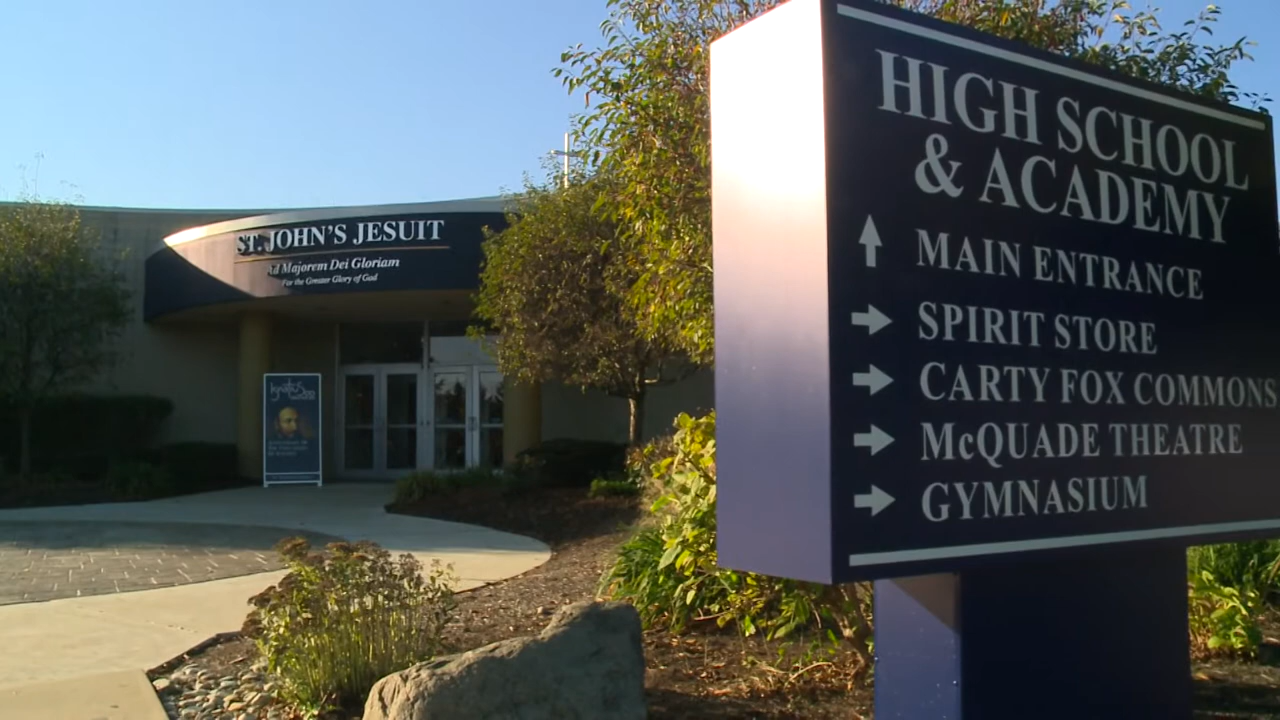 ST. JOHN'S JESUIT
Ad Majorem Dei Gloriam
For the Greater Glory of God
HIGH SCHOOL
& ACADEMY
MAIN ENTRANCE
SPIRIT STORE
CARTY FOX COMMONS
McQUADE THEATRE
GYMNASIUM